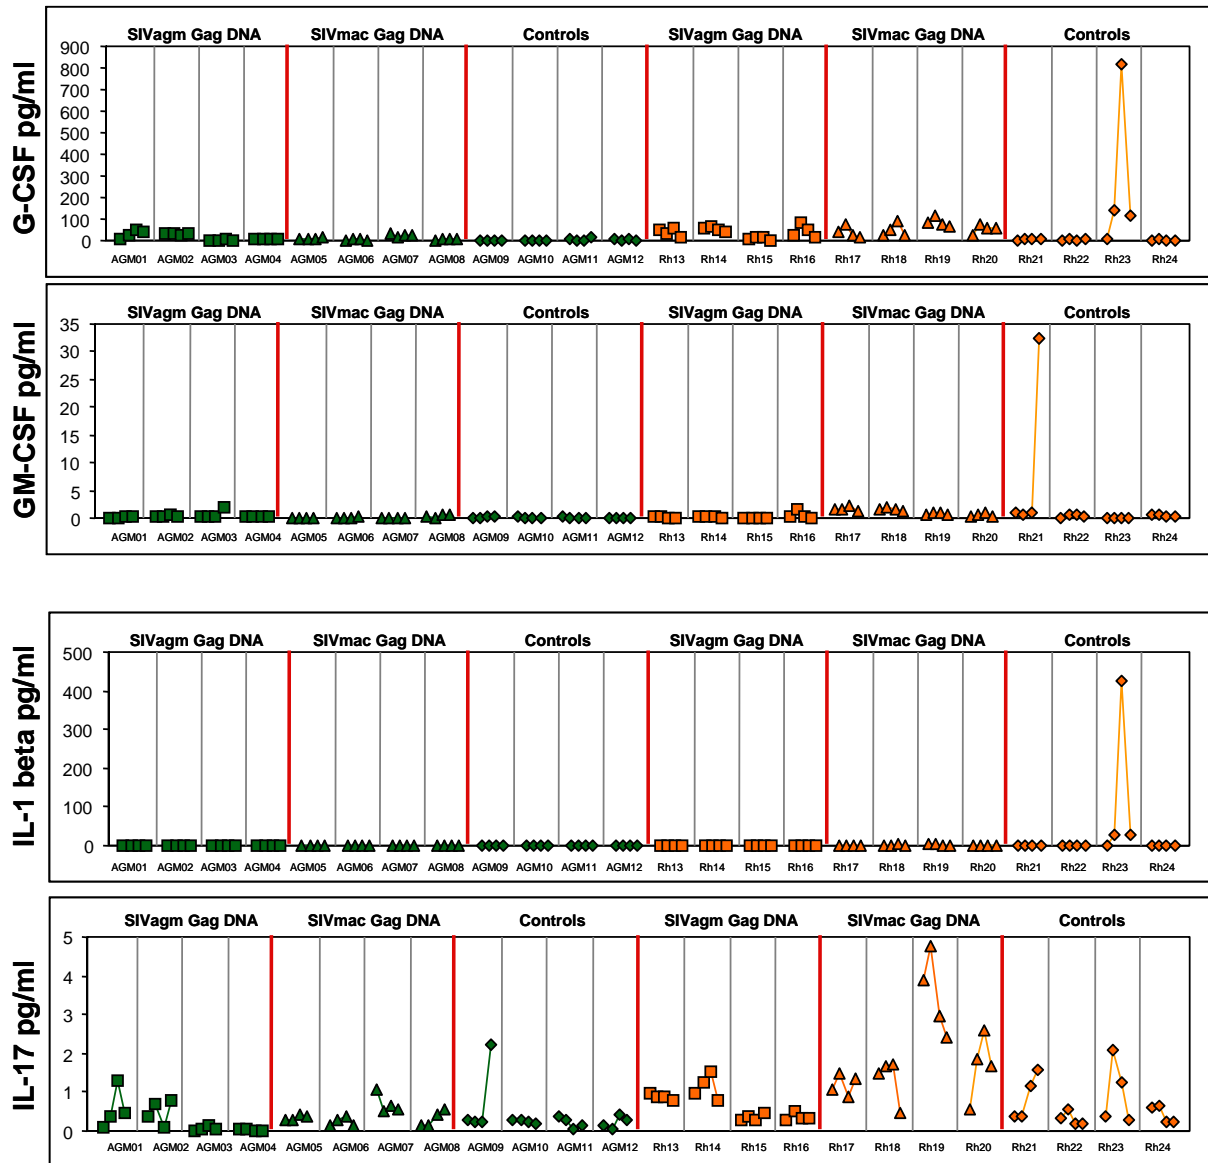 SIVagm Gag DNA SIVmac Gag DNA Controls SIVagm Gag DNA SIVmac Gag DNA Controls
G-CSF pg/ml
900
800
700
600
500
400
300
200
100
0
AGM01 AGM02 AGM03 AGM04 AGM05 AGM06 AGM07 AGM08 AGM09 AGM10 AGM11 AGM12 Rh13 Rh14 Rh15 Rh16 Rh17 Rh18 Rh19 Rh20 Rh21 Rh22 Rh23 Rh24
SIVagm Gag DNA SIVmac Gag DNA Controls SIVagm Gag DNA SIVmac Gag DNA Controls
GM-CSF pg/ml
35
30
25
20
15
10
5
0
AGM01 AGM02 AGM03 AGM04 AGM05 AGM06 AGM07 AGM08 AGM09 AGM10 AGM11 AGM12 Rh13 Rh14 Rh15 Rh16 Rh17 Rh18 Rh19 Rh20 Rh21 Rh22 Rh23 Rh24
SIVagm Gag DNA SIVmac Gag DNA Controls SIVagm Gag DNA SIVmac Gag DNA Controls
IL-1 beta pg/ml
500
400
300
200
100
0
AGM01 AGM02 AGM03 AGM04 AGM05 AGM06 AGM07 AGM08 AGM09 AGM10 AGM11 AGM12 Rh13 Rh14 Rh15 Rh16 Rh17 Rh18 Rh19 Rh20 Rh21 Rh22 Rh23 Rh24
SIVagm Gag DNA SIVmac Gag DNA Controls SIVagm Gag DNA SIVmac Gag DNA Controls
IL-17 pg/ml
5
4
3
2
1
0
AGM01 AGM02 AGM03 AGM04 AGM05 AGM06 AGM07 AGM08 AGM09 AGM10 AGM11 AGM12 Rh13 Rh14 Rh15 Rh16 Rh17 Rh18 Rh19 Rh20 Rh21 Rh22 Rh23 Rh24